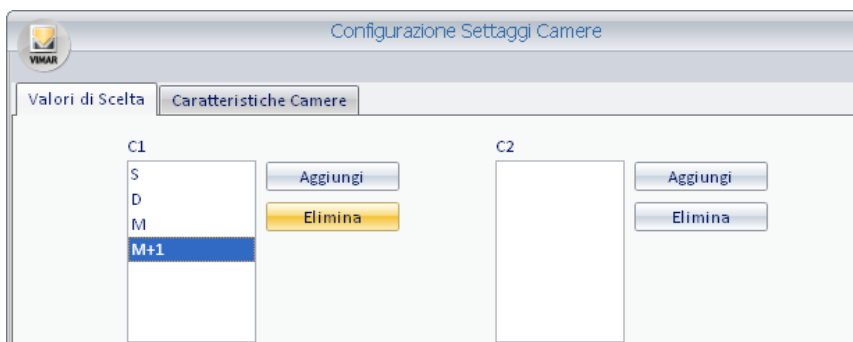 Configurazione Settaggi Camere
VIMAR
Valori di Scelta Caratteristiche Camere
C1 C2
S Aggiungi Aggiungi
D
Elimina Elimina
M
M+1